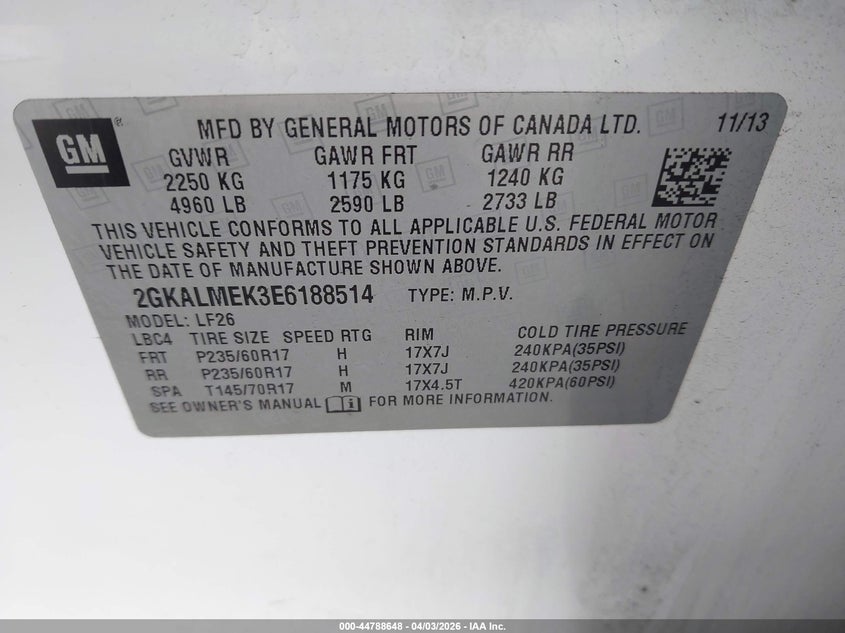 GM
MFD BY GENERAL MOTORS OF CANADA LTD. 11/13
GVWR GAWR FRT GAWR RR
2250 KG 1175 KG 1240 KG
4960 LB 2590 LB 2733 LB
THIS VEHICLE CONFORMS TO ALL APPLICABLE U.S. FEDERAL MOTOR
VEHICLE SAFETY AND THEFT PREVENTION STANDARDS IN EFFECT ON
THE DATE OF MANUFACTURE SHOWN ABOVE.
2GKALMEK3E6188514 TYPE: M.P.V.
MODEL: LF26
LBC4 TIRE SIZE SPEED RTG RIM COLD TIRE PRESSURE
FRT P235/60R17 H 17X7J 240KPA(35PSI)
RR P235/60R17 H 17X7J 240KPA(35PSI)
SPA T145/70R17 M 17X4.5T 420KPA(60PSI)
SEE OWNER'S MANUAL FOR MORE INFORMATION.
000-44788648 - 04/03/2026 - IAA Inc.